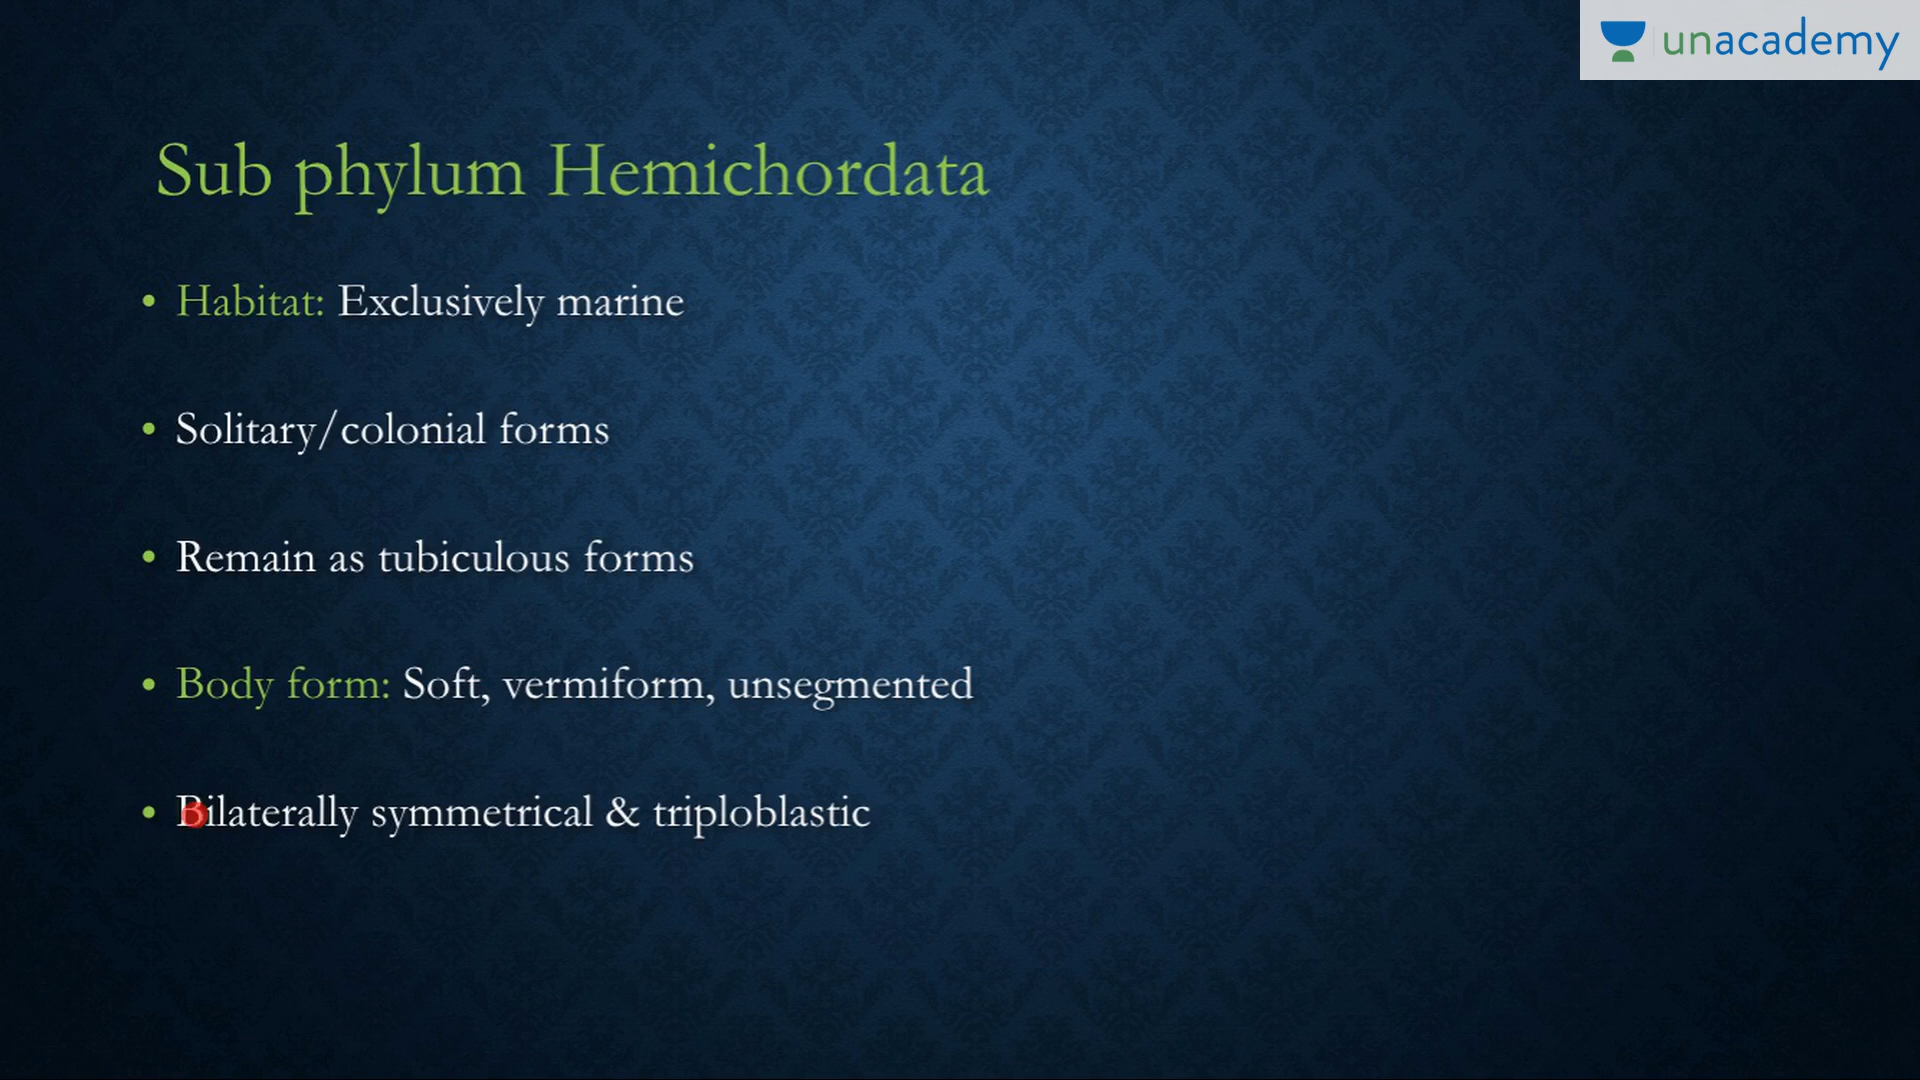 unacademy
Sub phylum Hemichordata
• Habitat: Exclusively marine
• Solitary/colonial forms
• Remain as tubiculous forms
• Body form: Soft, vermiform, unsegmented
• Bilaterally symmetrical & triploblastic